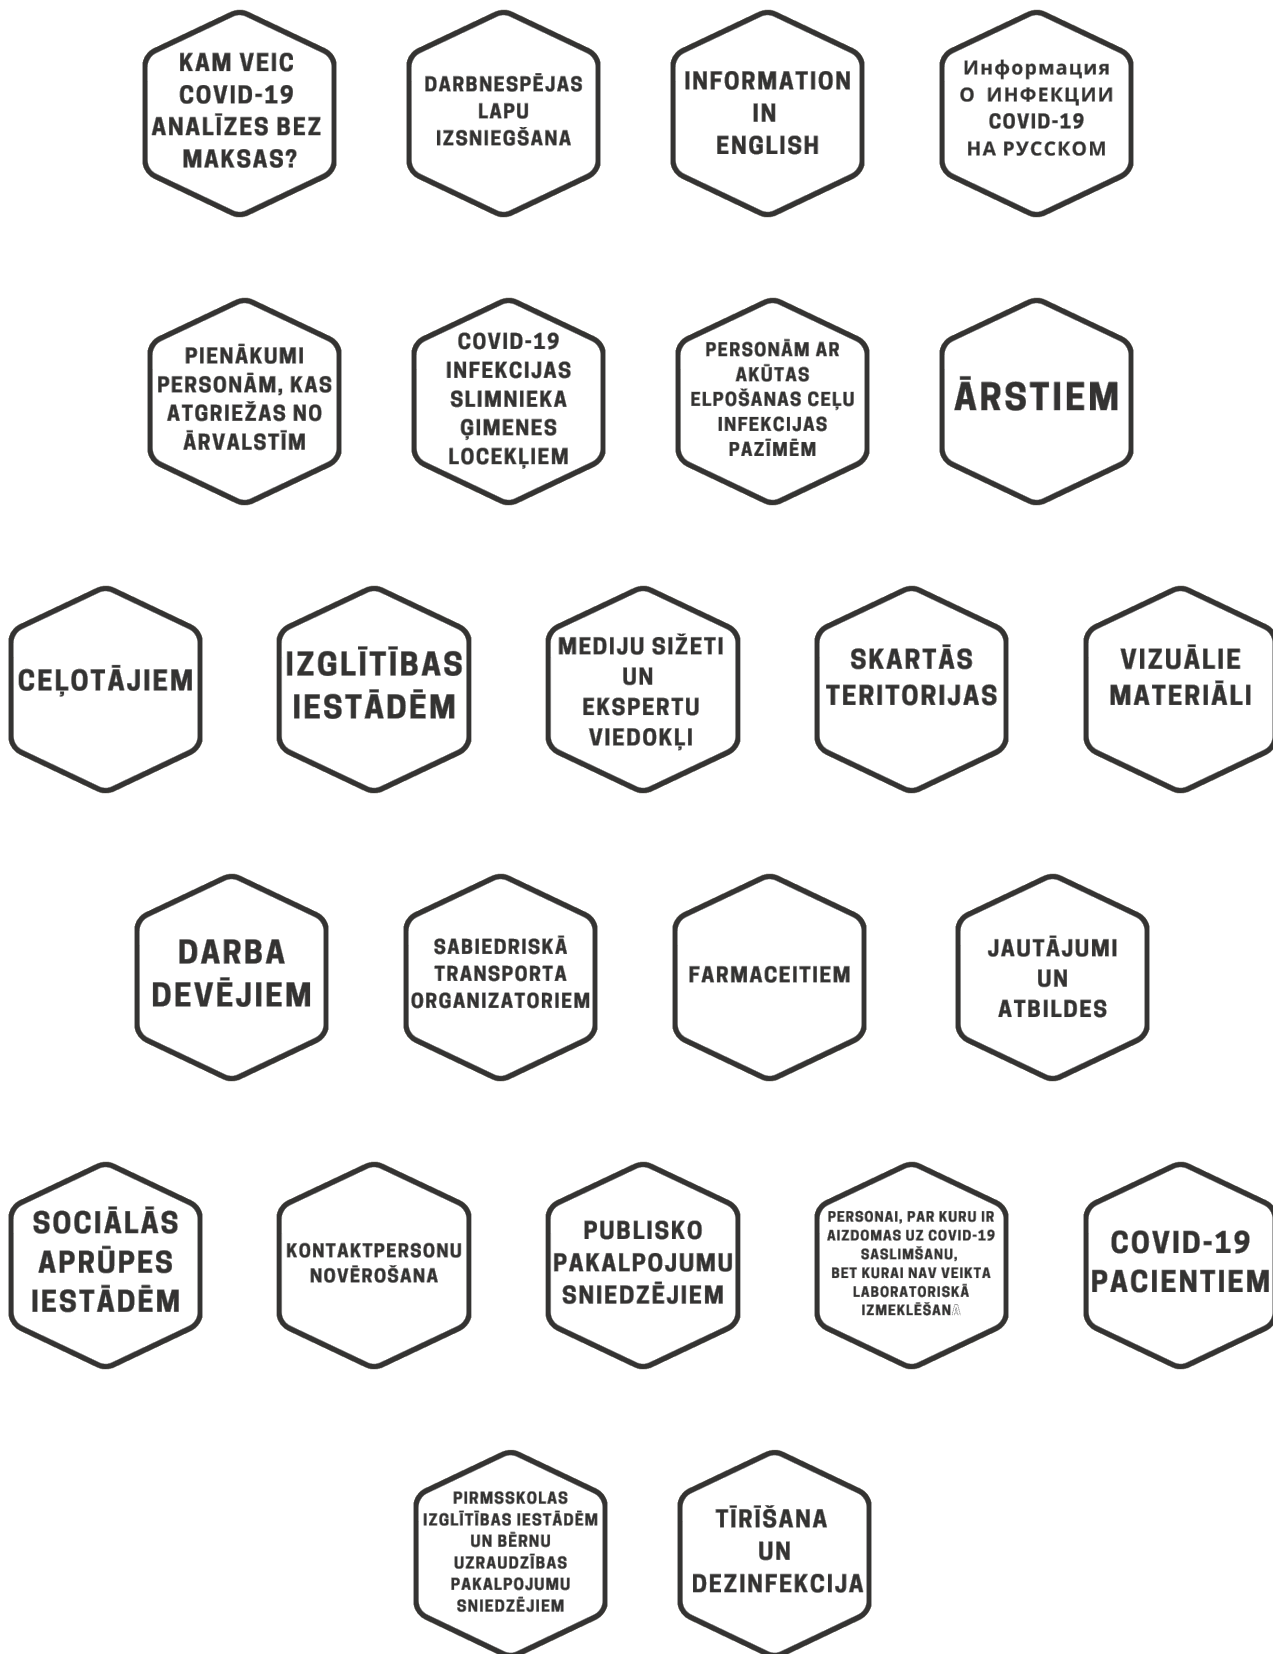 KAM VEIC
COVID-19
ANALĪZES BEZ
MAKSAS?
DARBNESPĒJAS
LAPU
IZSNIEGŠANA
INFORMATION
IN
ENGLISH
Информация
О ИНФЕКЦИИ
COVID-19
НА РУССКОМ
PIENĀKUMI
PERSONĀM, KAS
ATGRIEŽAS NO
ĀRVALSTĪM
COVID-19
INFEKCIJAS
SLIMNIEKA
ĢIMENES
LOCEKĻIEM
PERSONĀM AR
AKŪTAS
ELPOŠANAS CEĻU
INFEKCIJAS
PAZĪMĒM
ĀRSTIEM
CEĻOTĀJIEM
IZGLĪTĪBAS
IESTĀDĒM
MEDIJU SIŽETI
UN
EKSPERTU
VIEDOKĻI
SKARTĀS
TERITORIJAS
VIZUĀLIE
MATERIĀLI
DARBA
DEVĒJIEM
SABIEDRISKĀ
TRANSPORTA
ORGANIZATORIEM
FARMACEITIEM
JAUTĀJUMI
UN
ATBILDES
SOCIĀLĀS
APRŪPES
IESTĀDĒM
KONTAKTPERSONU
NOVĒROŠANA
PUBLISKO
PAKALPOJUMU
SNIEDZĒJIEM
PERSONAI, PAR KURU IR
AIZDOMAS UZ COVID-19
SASLIMŠANU,
BET KURAI NAV VEIKTA
LABORATORISKĀ
IZMEKLĒŠANĀ
COVID-19
PACIENTIEM
PIRMSSKOLAS
IZGLĪTĪBAS IESTĀDĒM
UN BĒRNU
UZRAUDZĪBAS
PAKALPOJUMU
SNIEDZĒJIEM
TĪRĪŠANA
UN
DEZINFEKCIJA